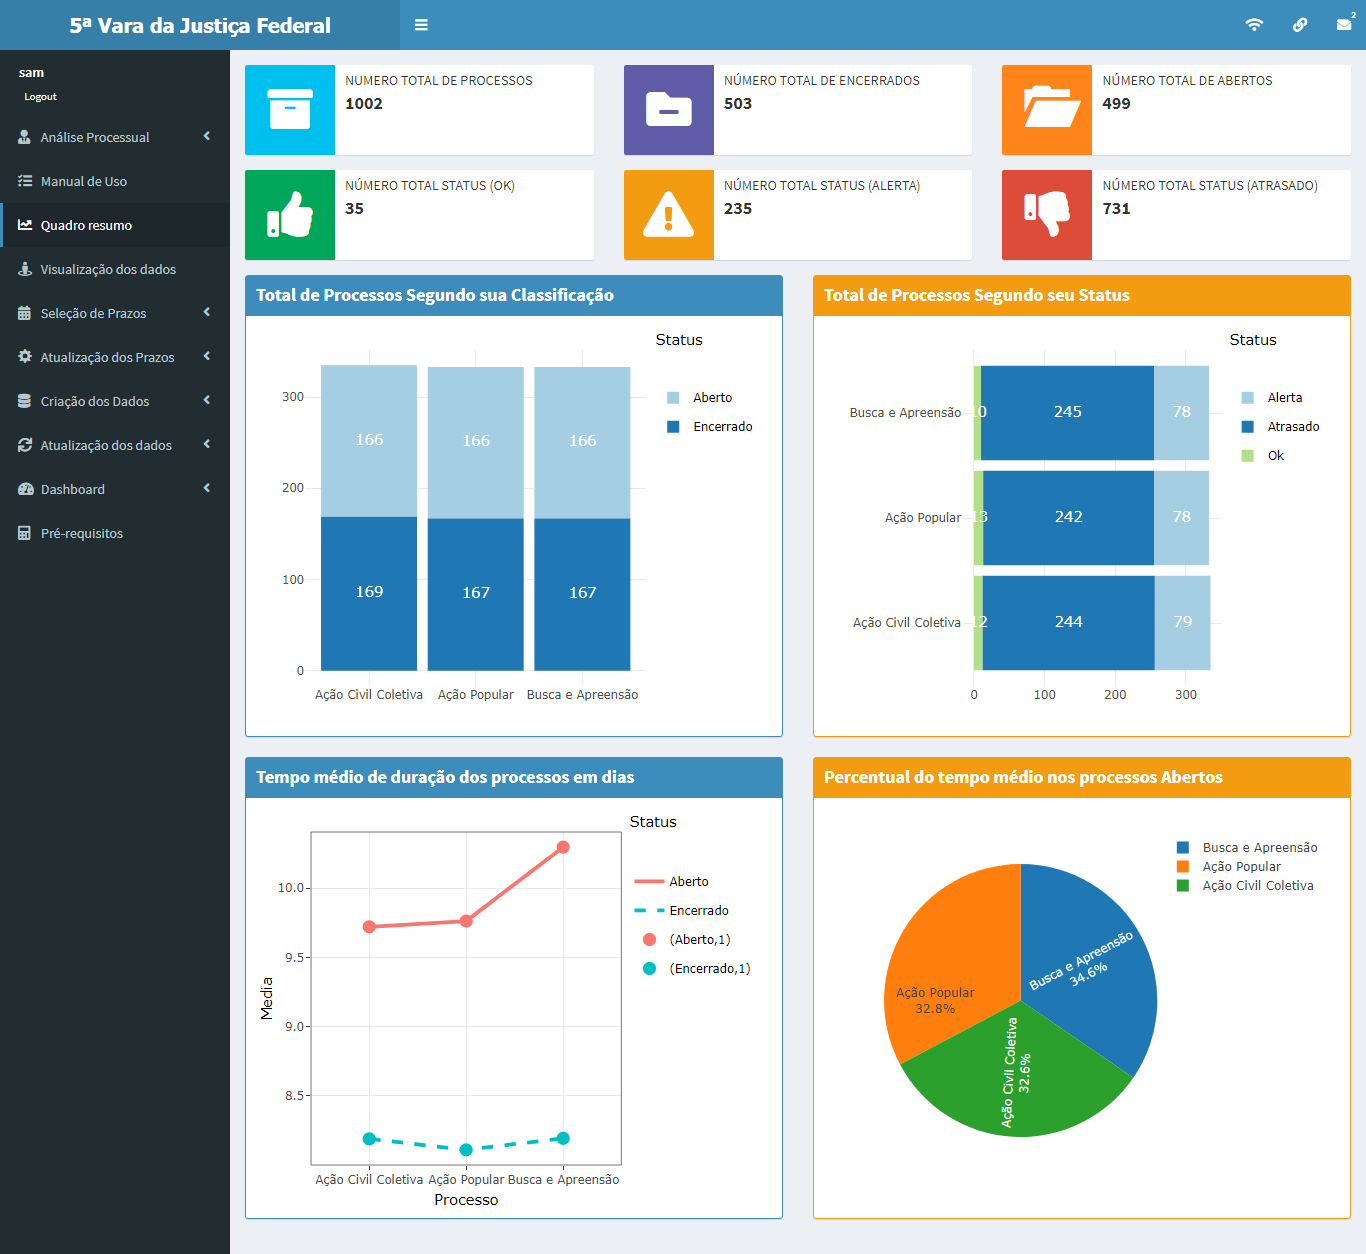 5ª Vara da Justiça Federal
2
sam
Logout
Análise Processual
Manual de Uso
Quadro resumo
Visualização dos dados
Seleção de Prazos
Atualização dos Prazos
Criação dos Dados
Atualização dos dados
Dashboard
Pré-requisitos
NUMERO TOTAL DE PROCESSOS
1002
NÚMERO TOTAL DE ENCERRADOS
503
NÚMERO TOTAL DE ABERTOS
499
NÚMERO TOTAL STATUS (OK)
35
NÚMERO TOTAL STATUS (ALERTA)
235
NÚMERO TOTAL STATUS (ATRASADO)
731
Total de Processos Segundo sua Classificação
Status
Aberto
Encerrado
300
200
100
0
166
166
166
169
167
167
Ação Civil Coletiva
Ação Popular
Busca e Apreensão
Total de Processos Segundo seu Status
Status
Alerta
Atrasado
Ok
Busca e Apreensão
10
245
78
Ação Popular
13
242
78
Ação Civil Coletiva
12
244
79
0
100
200
300
Tempo médio de duração dos processos em dias
Status
Aberto
Encerrado
(Aberto,1)
(Encerrado,1)
10.0
9.5
9.0
8.5
Media
Ação Civil Coletiva
Ação Popular
Busca e Apreensão
Processo
Percentual do tempo médio nos processos Abertos
Busca e Apreensão
Ação Popular
Ação Civil Coletiva
Busca e Apreensão
34.6%
Ação Popular
32.8%
Ação Civil Coletiva
32.6%